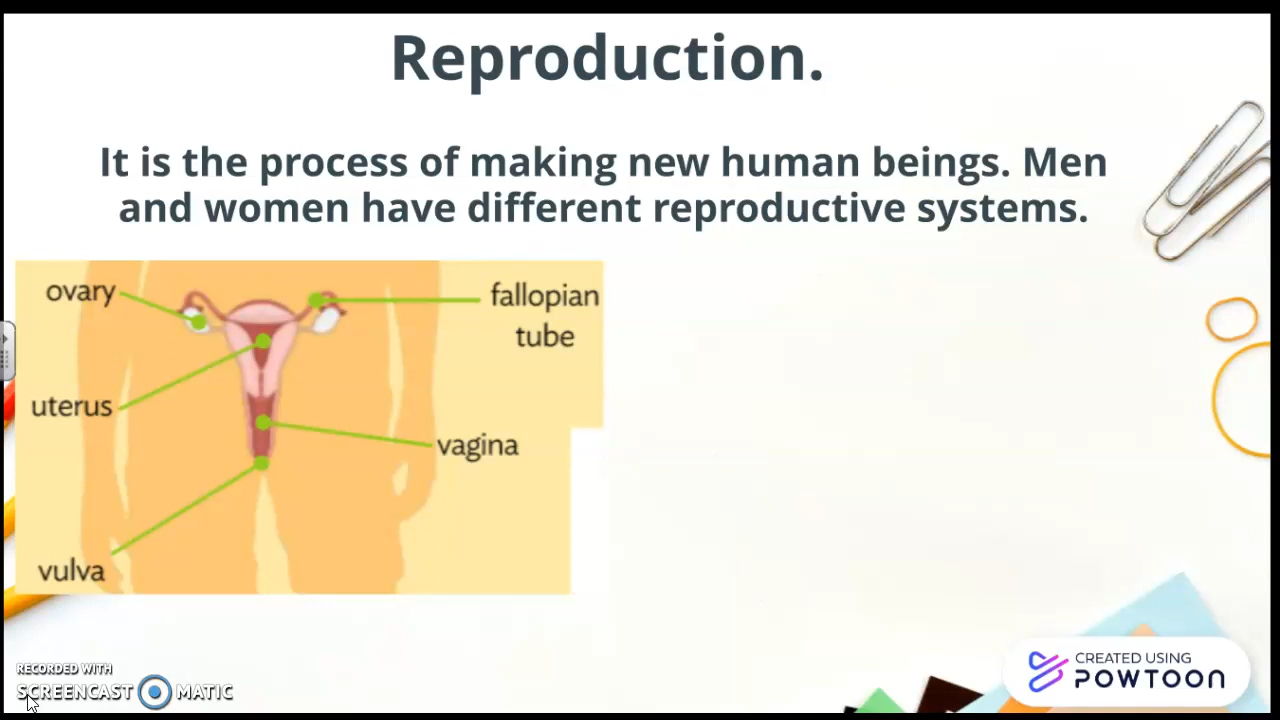 Reproduction.
It is the process of making new human beings. Men
and women have different reproductive systems.
ovary
fallopian
tube
uterus
vagina
vulva
RECORDED WITH
SCREENCAST MATIC
CREATED USING
POWTOON